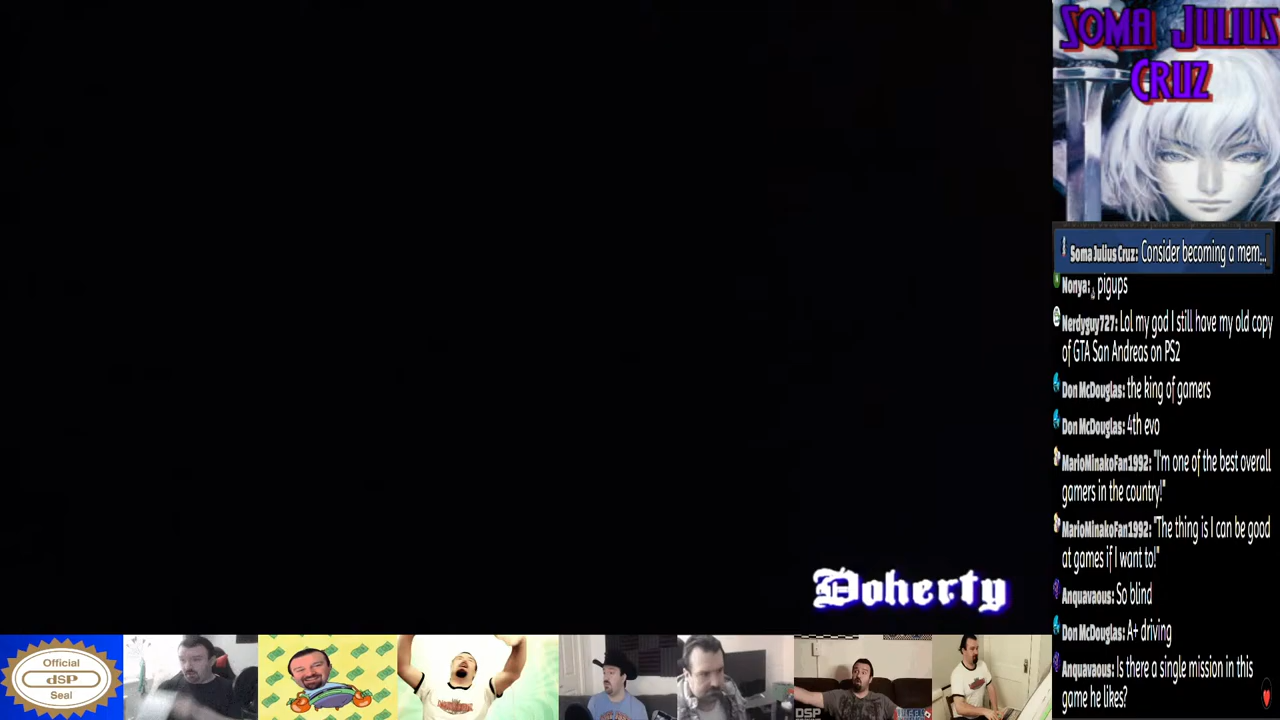 SOMA JULIUS
CRUZ
Soma Julius Cruz: Consider becoming a mem...
Nonya: pigups
Nerdyguy727: Lol my god I still have my old copy
of GTA San Andreas on PS2
Don McDouglas: the king of gamers
Don McDouglas: 4th evo
MarioMinakoFan1992: "I'm one of the best overall
gamers in the country!"
MarioMinakoFan1992: "The thing is I can be good
at games if I want to!"
Anquavaous: So blind
Don McDouglas: A+ driving
Anquavaous: Is there a single mission in this
game he likes?
Doherty
Official
dSP
Seal
DSP